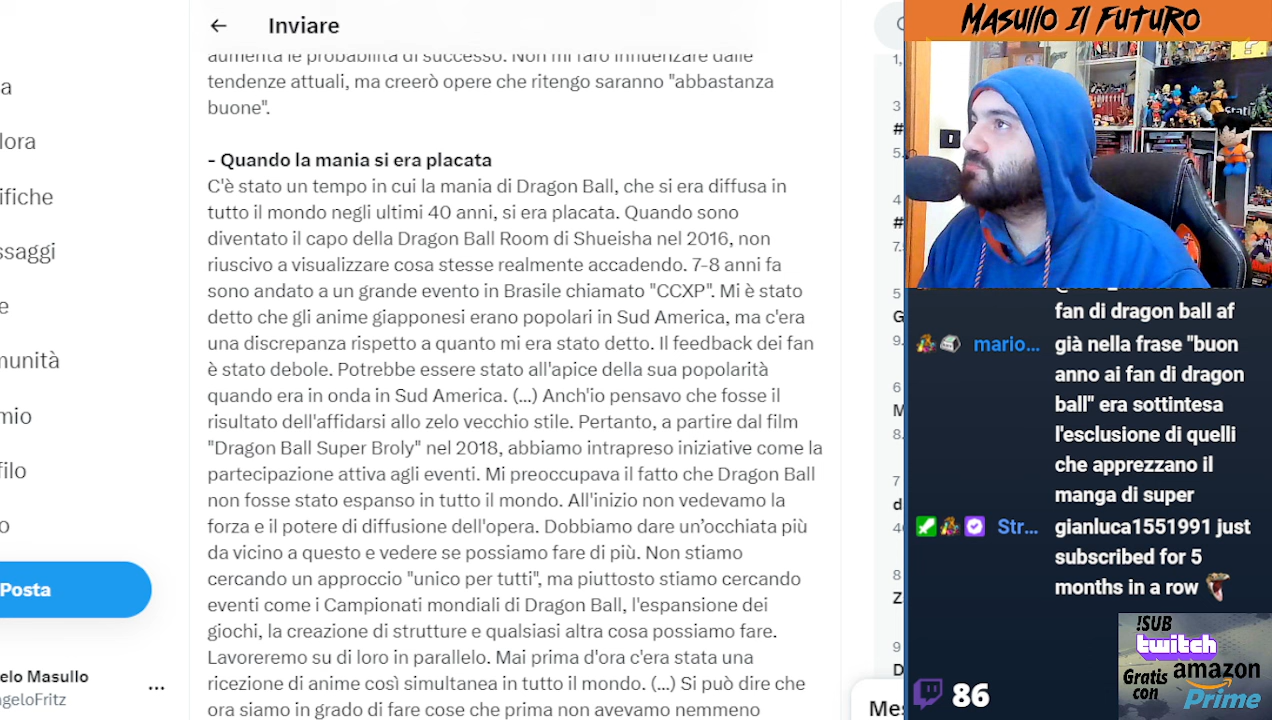 Inviare
aumenta le probabilità di successo. Non mi farò influenzare dalle
tendenze attuali, ma creerò opere che ritengo saranno "abbastanza
buone".
- Quando la mania si era placata
C'è stato un tempo in cui la mania di Dragon Ball, che si era diffusa in
tutto il mondo negli ultimi 40 anni, si era placata. Quando sono
diventato il capo della Dragon Ball Room di Shueisha nel 2016, non
riuscivo a visualizzare cosa stesse realmente accadendo. 7-8 anni fa
sono andato a un grande evento in Brasile chiamato "CCXP". Mi è stato
detto che gli anime giapponesi erano popolari in Sud America, ma c'era
una discrepanza rispetto a quanto mi era stato detto. Il feedback dei fan
è stato debole. Potrebbe essere stato all'apice della sua popolarità
quando era in onda in Sud America. (...) Anch'io pensavo che fosse il
risultato dell'affidarsi allo zelo vecchio stile. Pertanto, a partire dal film
"Dragon Ball Super Broly" nel 2018, abbiamo intrapreso iniziative come la
partecipazione attiva agli eventi. Mi preoccupava il fatto che Dragon Ball
non fosse stato espanso in tutto il mondo. All'inizio non vedevamo la
forza e il potere di diffusione dell'opera. Dobbiamo dare un’occhiata più
da vicino a questo e vedere se possiamo fare di più. Non stiamo
cercando un approccio "unico per tutti", ma piuttosto stiamo cercando
eventi come i Campionati mondiali di Dragon Ball, l'espansione dei
giochi, la creazione di strutture e qualsiasi altra cosa possiamo fare.
Lavoreremo su di loro in parallelo. Mai prima d'ora c'era stata una
ricezione di anime così simultanea in tutto il mondo. (...) Si può dire che
ora siamo in grado di fare cose che prima non avevamo nemmeno
a
lora
ifiche
ssaggi
e
munità
mio
filo
o
Posta
elo Masullo
ngeloFritz
...
1,
3
#
5.
4
#
7.
5
G
9.
6
M
8.
7
d
8
Z
9
D
Mes
MASULLO IL FUTURO
fan di dragon ball af
mario... già nella frase "buon
anno ai fan di dragon
ball" era sottintesa
l'esclusione di quelli
che apprezzano il
manga di super
Str... gianluca1551991 just
subscribed for 5
months in a row
86
!SUB
twitch
Gratis
con
amazon
Prime